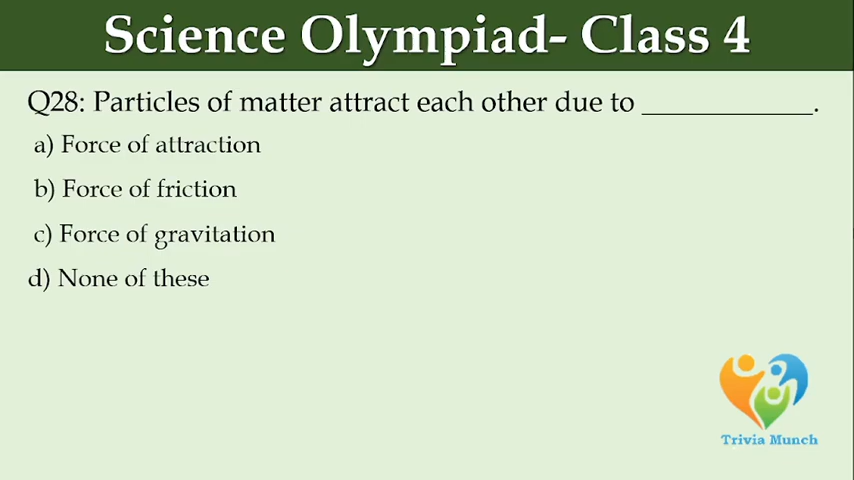 Science Olympiad- Class 4
Q28: Particles of matter attract each other due to ____________.
a) Force of attraction
b) Force of friction
c) Force of gravitation
d) None of these
Trivia Munch